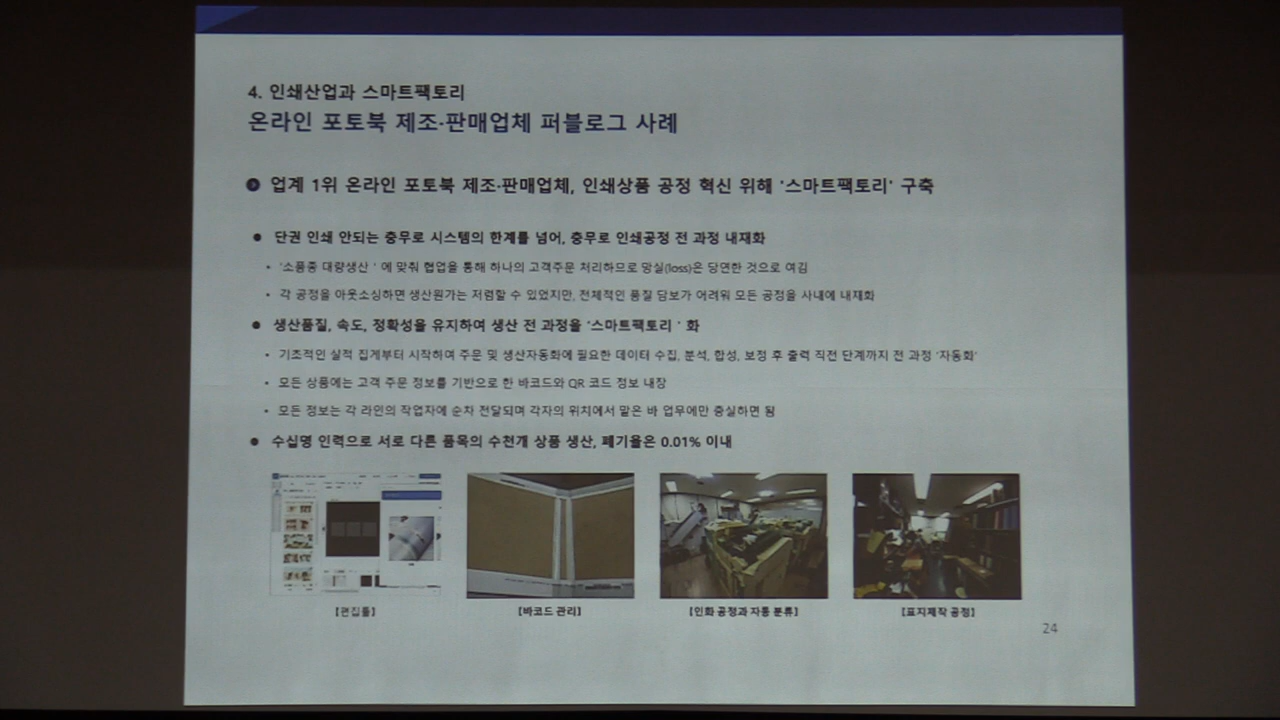 4. 인쇄산업과 스마트팩토리
온라인 포토북 제조·판매업체 퍼블로그 사례
업계 1위 온라인 포토북 제조·판매업체, 인쇄상품 공정 혁신 위해 '스마트팩토리' 구축
단권 인쇄 안되는 충무로 시스템의 한계를 넘어, 충무로 인쇄공정 전 과정 내재화
'소품종 대량생산 ' 에 맞춰 협업을 통해 하나의 고객주문 처리하므로 망실(loss)은 당연한 것으로 여김
각 공정을 아웃소싱하면 생산원가는 저렴할 수 있었지만, 전체적인 품질 담보가 어려워 모든 공정을 사내에 내재화
생산품질, 속도, 정확성을 유지하여 생산 전 과정을 '스마트팩토리 ' 화
기초적인 실적 집계부터 시작하여 주문 및 생산자동화에 필요한 데이터 수집, 분석, 합성, 보정 후 출력 직전 단계까지 전 과정 '자동화'
모든 상품에는 고객 주문 정보를 기반으로 한 바코드와 QR 코드 정보 내장
모든 정보는 각 라인의 작업자에 순차 전달되며 각자의 위치에서 맡은 바 업무에만 충실하면 됨
수십명 인력으로 서로 다른 품목의 수천개 상품 생산, 폐기율은 0.01% 이내
[편집툴]
[바코드 관리]
[인화 공정과 자동 분류]
[표지제작 공정]
24